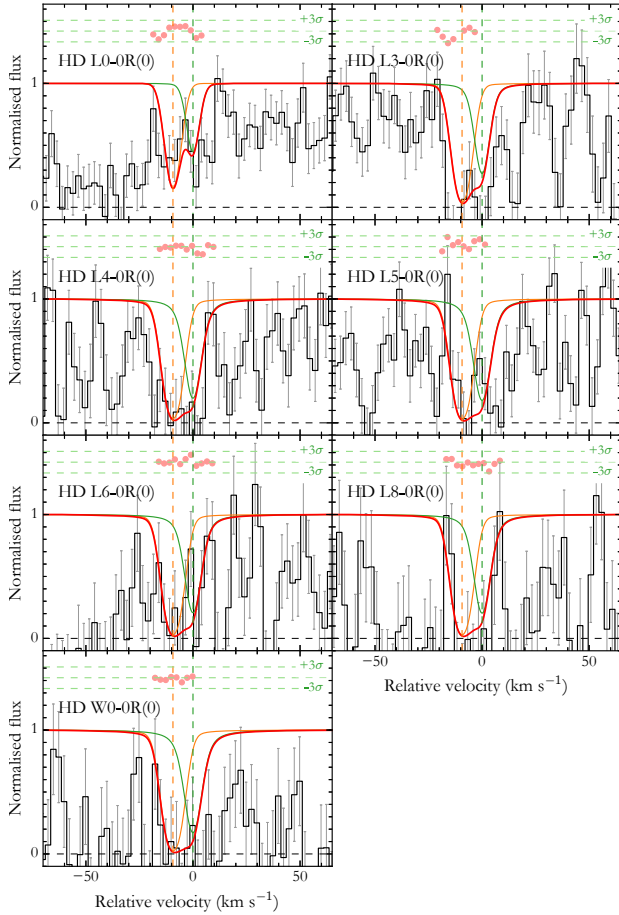 +3σ
-3σ
HD L0-0R(0)
Normalised flux
1
0
+3σ
-3σ
HD L3-0R(0)
+3σ
-3σ
HD L4-0R(0)
Normalised flux
1
0
+3σ
-3σ
HD L5-0R(0)
+3σ
-3σ
HD L6-0R(0)
Normalised flux
1
0
+3σ
-3σ
HD L8-0R(0)
−50 0 50
Relative velocity (km s⁻¹)
+3σ
-3σ
HD W0-0R(0)
Normalised flux
1
0
−50 0 50
Relative velocity (km s⁻¹)